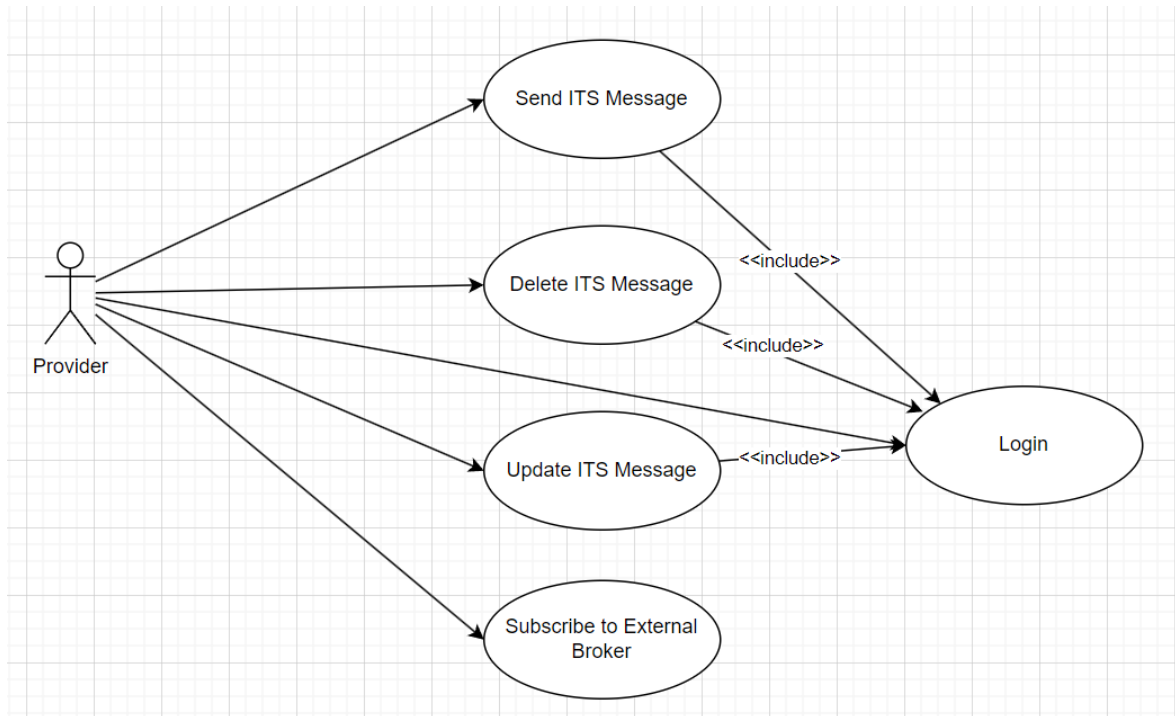 Send ITS Message
<<include>>
Delete ITS Message
<<include>>
Provider
Login
<<include>>
Update ITS Message
Subscribe to External
Broker